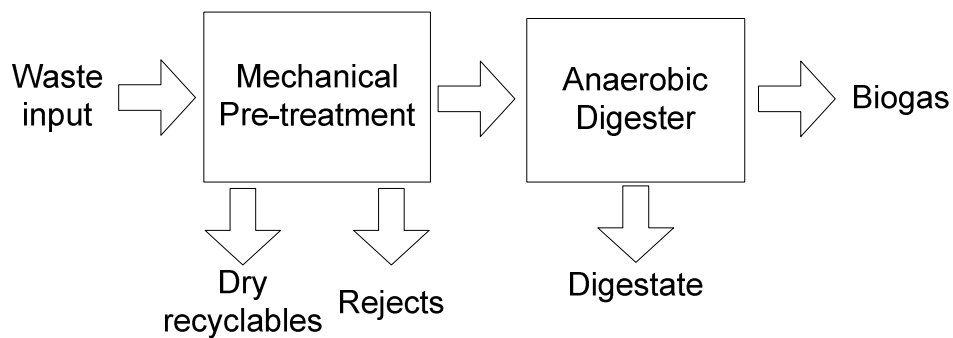 Waste
input
Mechanical
Pre-treatment
Anaerobic
Digester
Biogas
Dry
recyclables
Rejects
Digestate